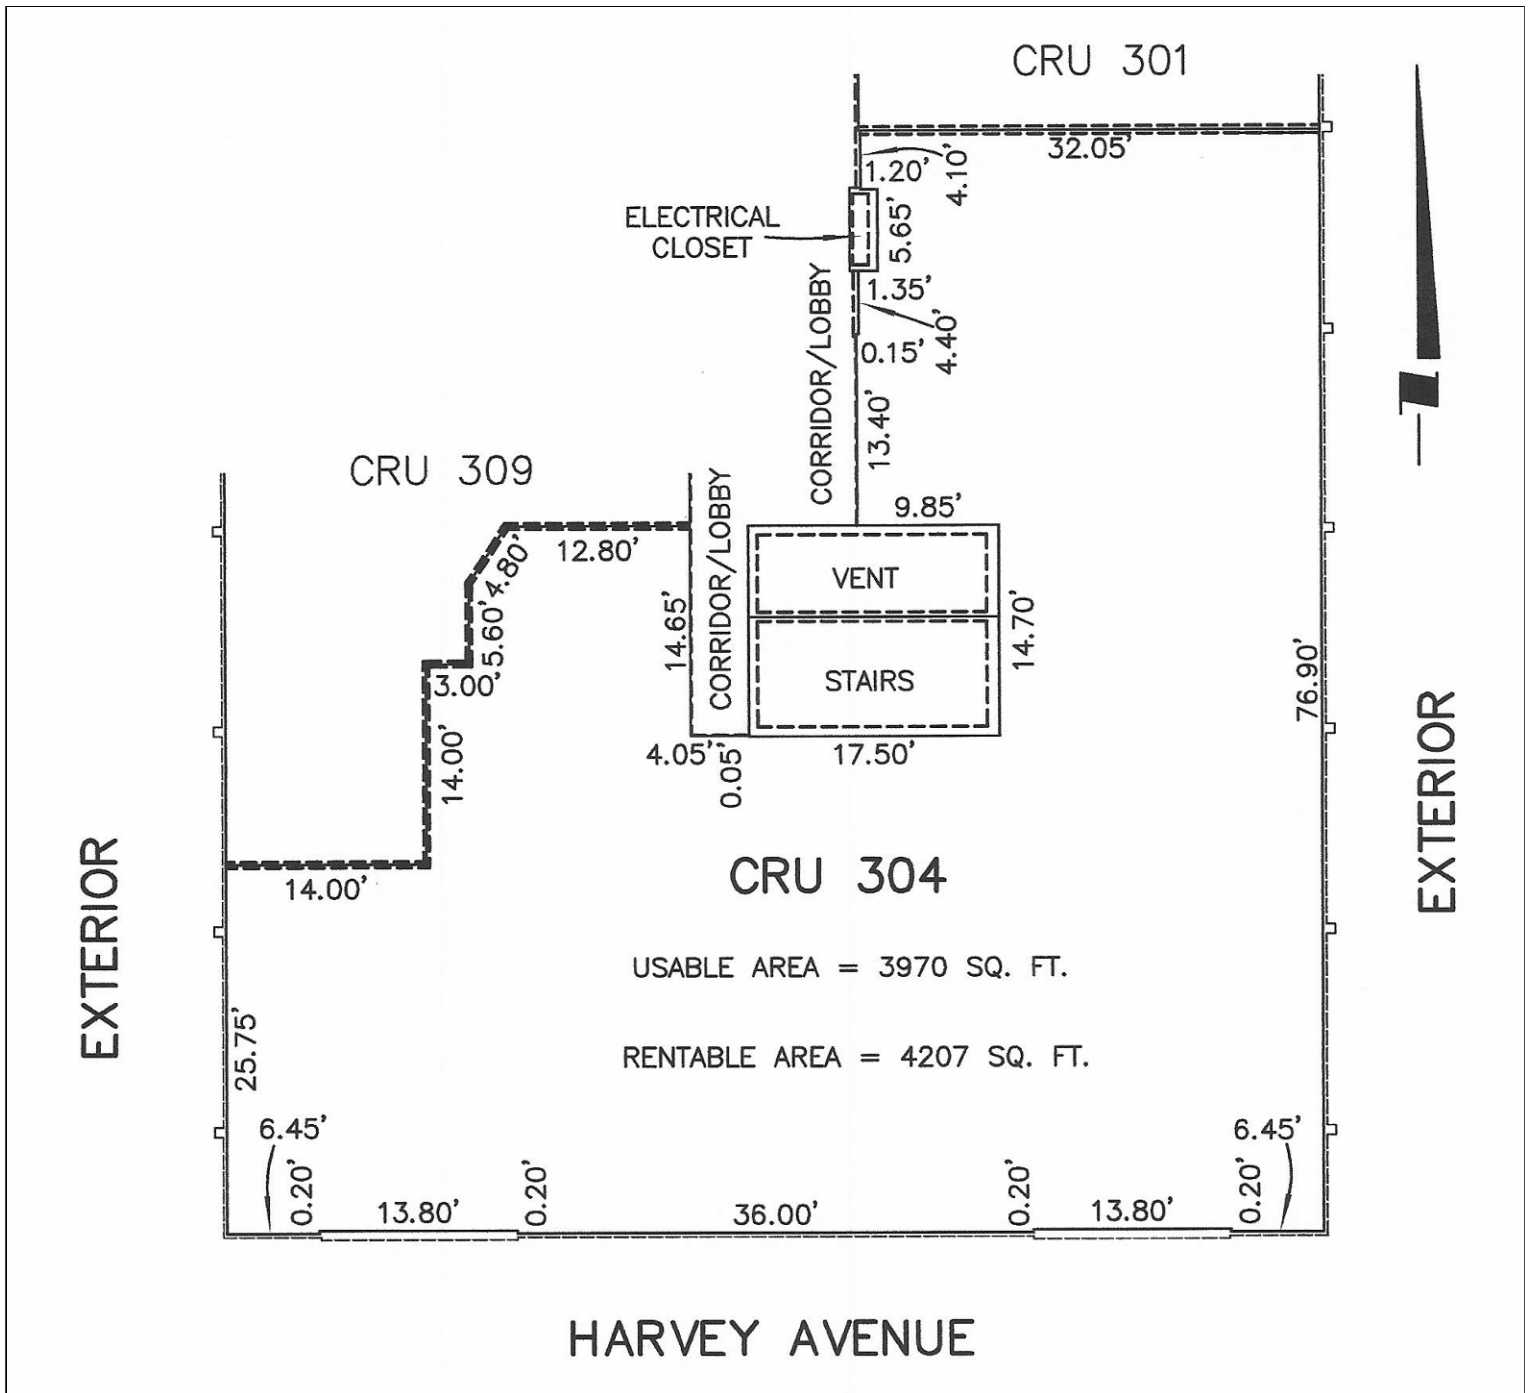 CRU 301
32.05'
1.20'
4.10'
ELECTRICAL
CLOSET
5.65'
1.35'
4.40'
0.15'
CORRIDOR/LOBBY
13.40'
9.85'
CRU 309
12.80'
4.80'
5.60'
3.00'
14.00'
14.00'
14.65'
CORRIDOR/LOBBY
VENT
STAIRS
14.70'
4.05'
0.05'
17.50'
76.90'
EXTERIOR
EXTERIOR
CRU 304
USABLE AREA = 3970 SQ. FT.
RENTABLE AREA = 4207 SQ. FT.
25.75'
6.45'
0.20'
13.80'
0.20'
36.00'
0.20'
13.80'
0.20'
6.45'
HARVEY AVENUE